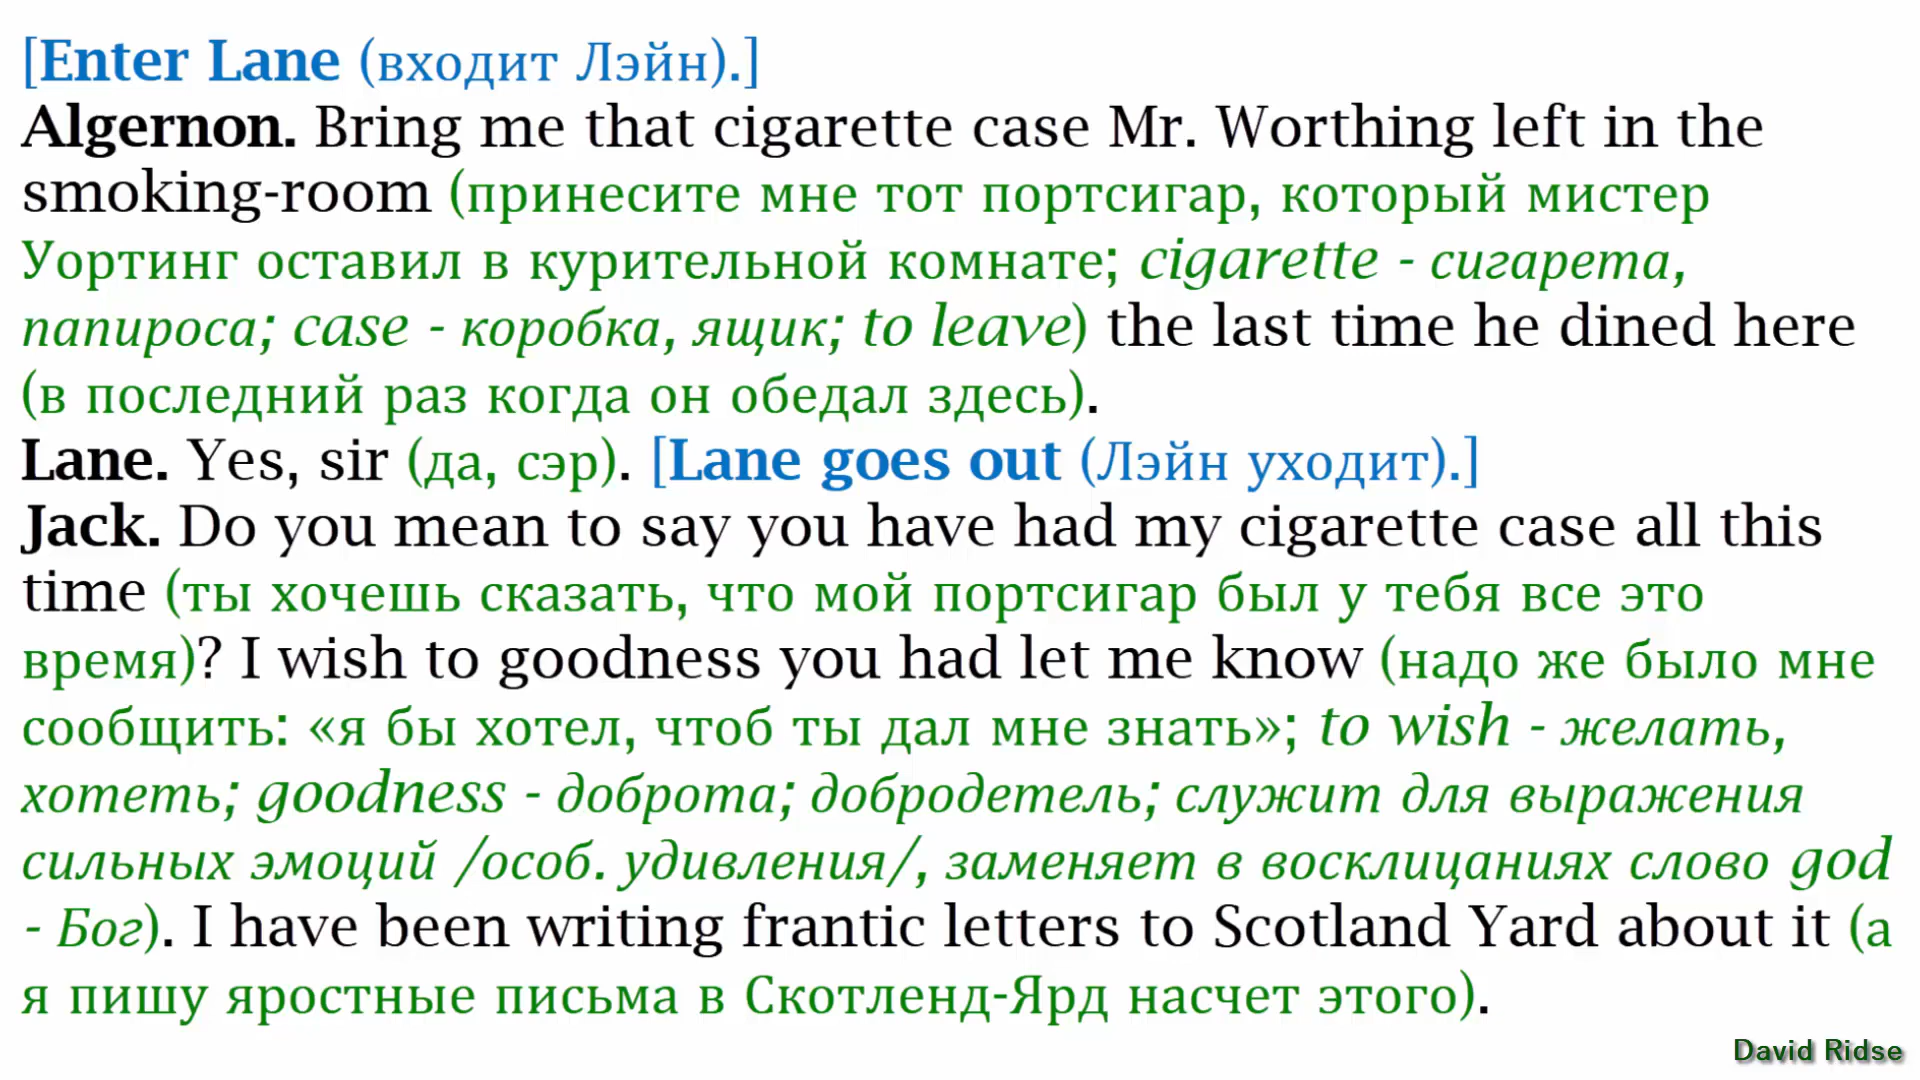 [Enter Lane (входит Лэйн).]
Algernon. Bring me that cigarette case Mr. Worthing left in the
smoking-room (принесите мне тот портсигар, который мистер
Уортинг оставил в курительной комнате; cigarette - сигарета,
папироса; case - коробка, ящик; to leave) the last time he dined here
(в последний раз когда он обедал здесь).
Lane. Yes, sir (да, сэр). [Lane goes out (Лэйн уходит).]
Jack. Do you mean to say you have had my cigarette case all this
time (ты хочешь сказать, что мой портсигар был у тебя все это
время)? I wish to goodness you had let me know (надо же было мне
сообщить: «я бы хотел, чтоб ты дал мне знать»; to wish - желать,
хотеть; goodness - доброта; добродетель; служит для выражения
сильных эмоций /особ. удивления/, заменяет в восклицаниях слово god
- Бог). I have been writing frantic letters to Scotland Yard about it (а
я пишу яростные письма в Скотленд-Ярд насчет этого).
David Ridse